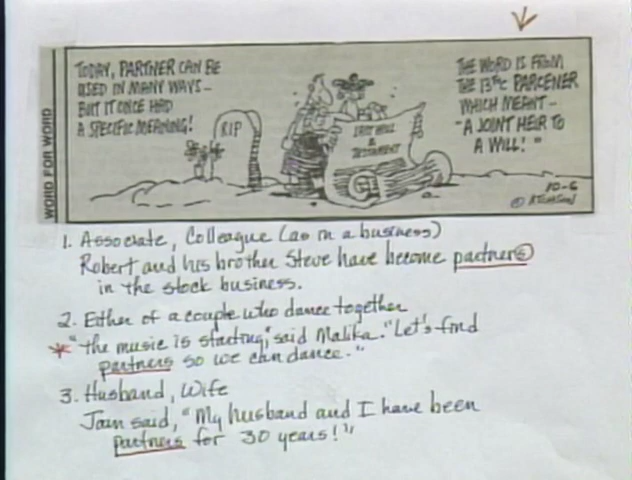 WORD FOR WORD
TODAY, PARTNER CAN BE
USED IN MANY WAYS –
BUT IT ONCE HAD
A SPECIFIC MEANING!
RIP
LAST WILL
&
TESTAMENT
THE WORD IS FROM
THE 13TH C PARCENER
WHICH MEANT –
"A JOINT HEIR TO
A WILL!"
10-6
© ATCHISON
1. Associate, Colleague (as in a business)
Robert and his brother Steve have become partners
in the stock business.
2. Either of a couple who dance together
* "the music is starting," said Malika. "Let's find
partners so we can dance."
3. Husband, Wife
Joan said, "My husband and I have been
partners for 30 years!"